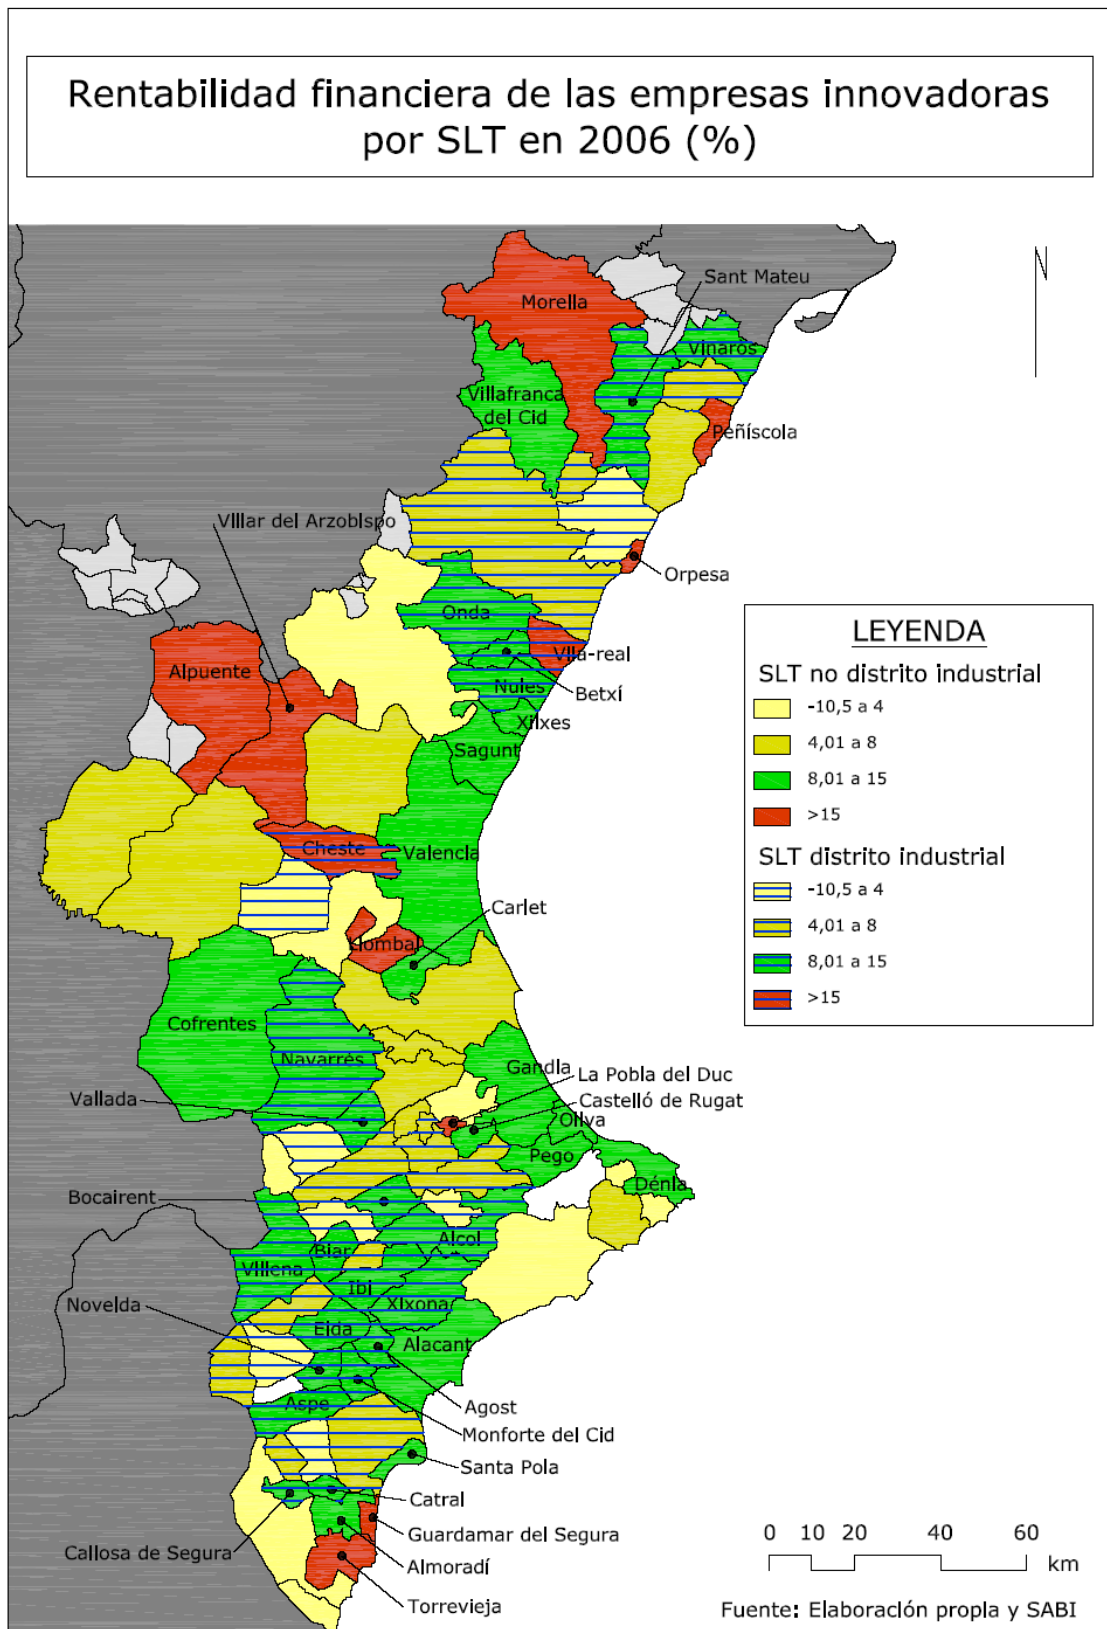 Rentabilidad financiera de las empresas innovadoras
por SLT en 2006 (%)
Sant Mateu
Morella
N
Vinaròs
Villafranca
del Cid
Peñíscola
VIllar del ArzobIspo
Orpesa
Onda
Alpuente
VIla-real
Betxí
Nules
Xilxes
Sagunt
Cheste
Valencia
Carlet
Llombai
Cofrentes
Navarrés
GandIa
La Pobla del Duc
Vallada
Castelló de Rugat
OlIva
Pego
DénIa
Bocairent
Alcol
Biar
VIllena
Ibi
Novelda
XIxona
Elda
Alacant
Aspe
Agost
Monforte del Cid
Santa Pola
Catral
Guardamar del Segura
Callosa de Segura
Almoradí
Torrevieja
LEYENDA
SLT no distrito industrial
-10,5 a 4
4,01 a 8
8,01 a 15
>15
SLT distrito industrial
-10,5 a 4
4,01 a 8
8,01 a 15
>15
0 10 20 40 60
km
Fuente: Elaboración propIa y SABI